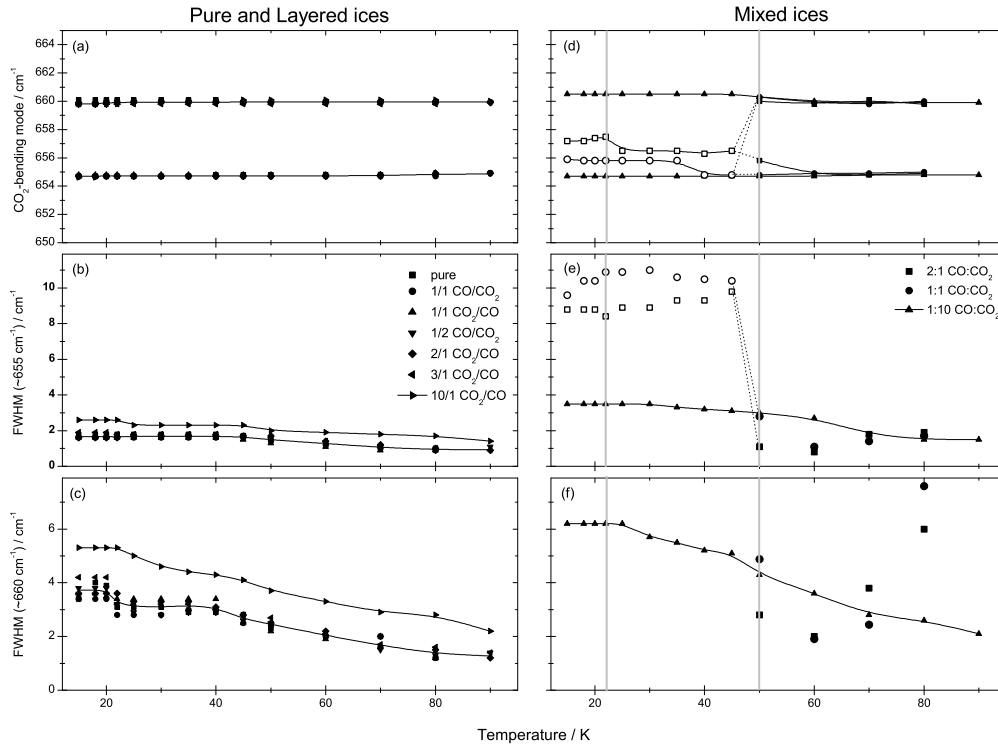 Pure and Layered ices
Mixed ices
(a)
664
662
660
658
656
654
652
650
CO₂-bending mode / cm⁻¹
(d)
(b)
10
8
6
4
2
0
FWHM (~655 cm⁻¹) / cm⁻¹
pure
1/1 CO/CO₂
1/1 CO₂/CO
1/2 CO/CO₂
2/1 CO₂/CO
3/1 CO₂/CO
10/1 CO₂/CO
(e)
2:1 CO:CO₂
1:1 CO:CO₂
1:10 CO:CO₂
(c)
6
4
2
0
FWHM (~660 cm⁻¹) / cm⁻¹
(f)
20 40 60 80
20 40 60 80
Temperature / K